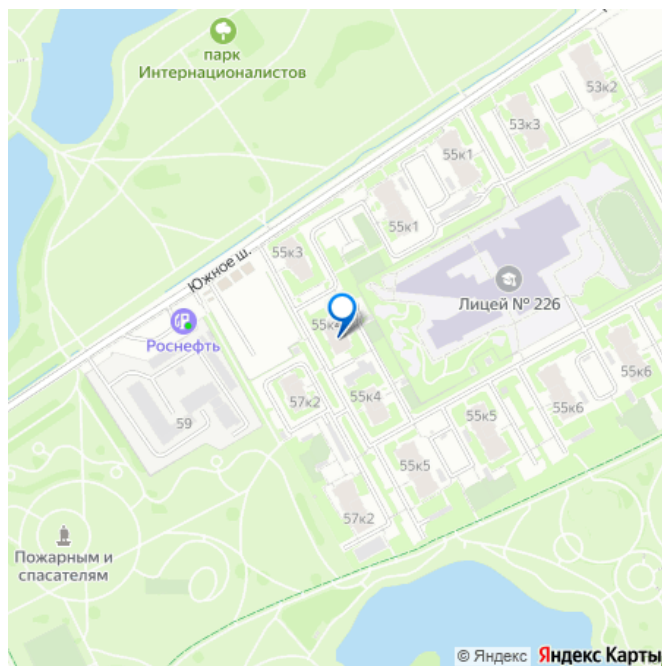 парк
Интернационалистов
53к2
53к3
55к1
55к1
Южное ш.
55к3
Лицей № 226
Роснефть
55к4
55к6
57к2
55к4
55к6
59
55к5
55к5
57к2
Пожарным и
спасателям
© Яндекс Яндекс Карты